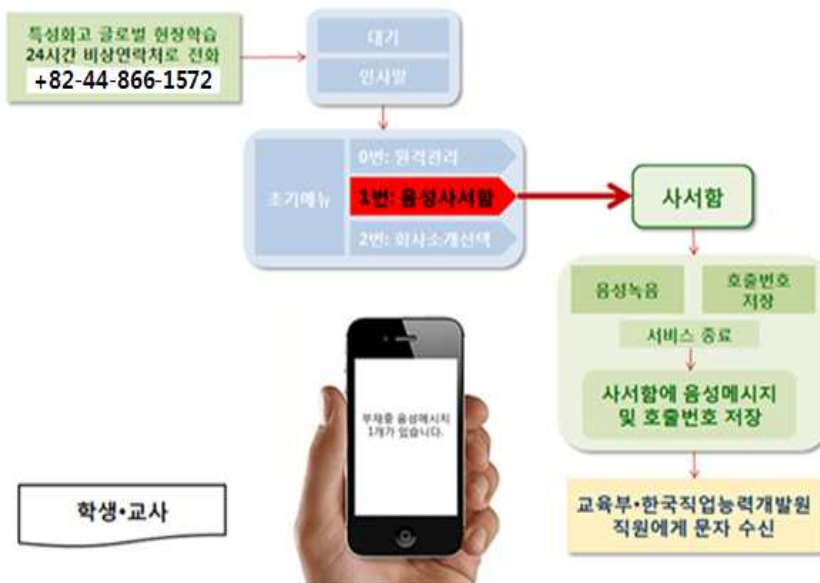 특성화고 글로벌 현장학습
24시간 비상연락처로 전화
+82-44-866-1572
대기
인사말
초기메뉴
0번: 원격관리
1번: 음성사서함
2번: 회사소개선택
사서함
음성녹음
호출번호
저장
서비스 종료
사서함에 음성메시지
및 호출번호 저장
부재중 음성메시지
1개가 있습니다.
학생•교사
교육부•한국직업능력개발원
직원에게 문자 수신